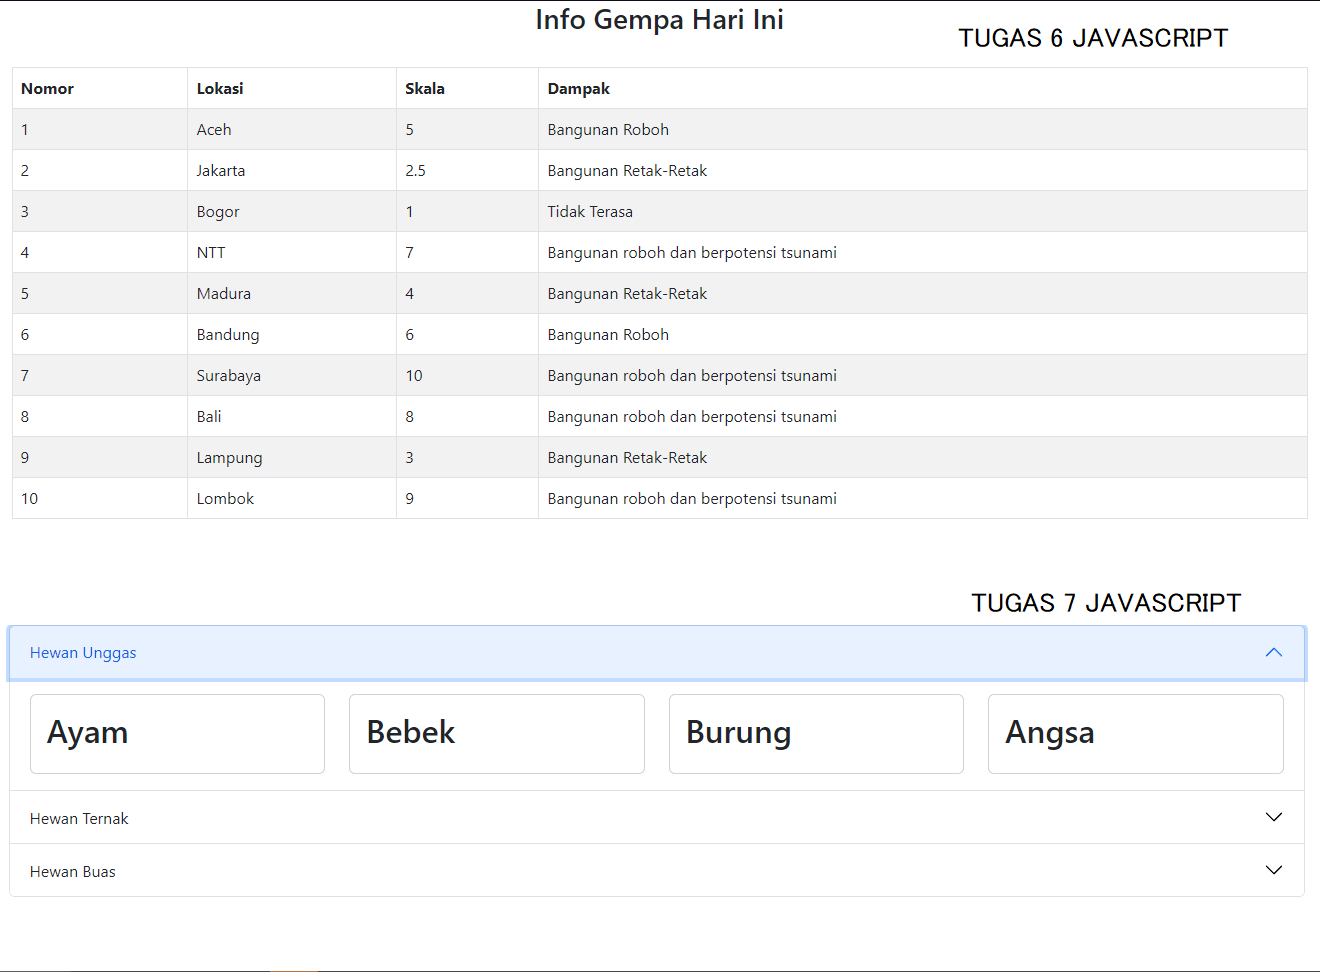 Info Gempa Hari Ini
TUGAS 6 JAVASCRIPT
Nomor Lokasi Skala Dampak
1 Aceh 5 Bangunan Roboh
2 Jakarta 2.5 Bangunan Retak-Retak
3 Bogor 1 Tidak Terasa
4 NTT 7 Bangunan roboh dan berpotensi tsunami
5 Madura 4 Bangunan Retak-Retak
6 Bandung 6 Bangunan Roboh
7 Surabaya 10 Bangunan roboh dan berpotensi tsunami
8 Bali 8 Bangunan roboh dan berpotensi tsunami
9 Lampung 3 Bangunan Retak-Retak
10 Lombok 9 Bangunan roboh dan berpotensi tsunami
TUGAS 7 JAVASCRIPT
Hewan Unggas
Ayam Bebek Burung Angsa
Hewan Ternak
Hewan Buas